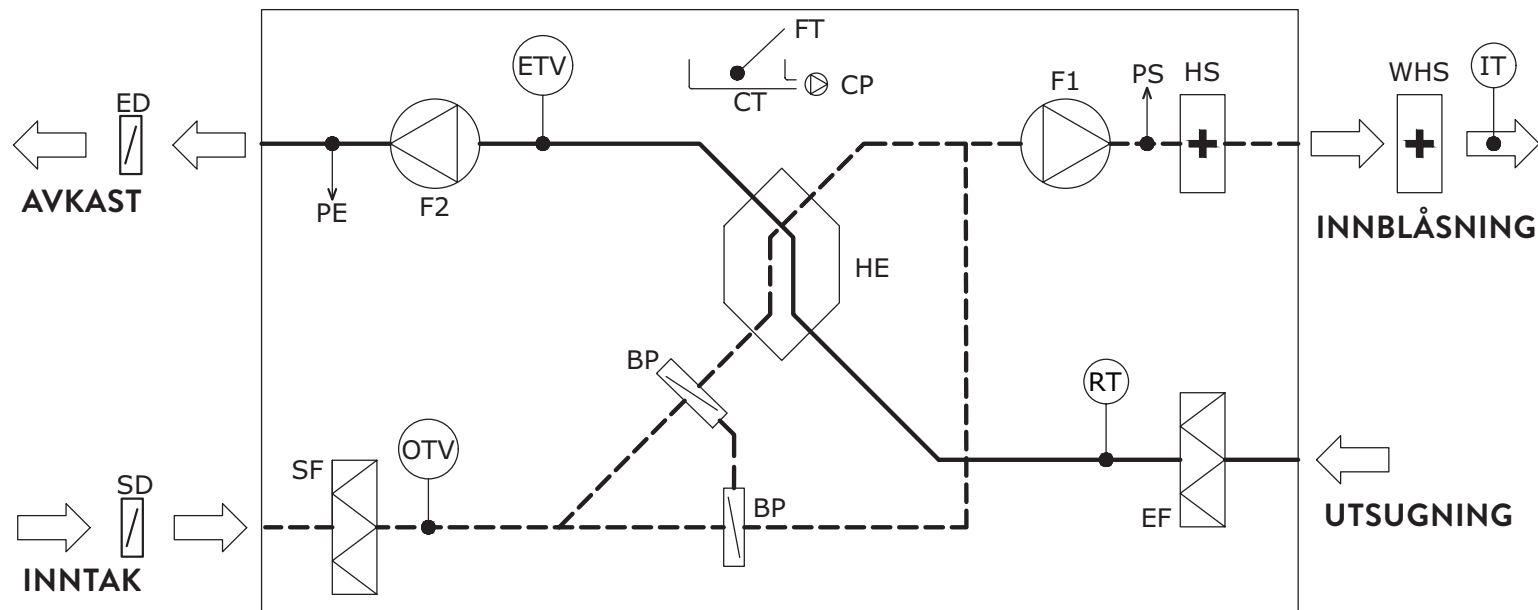 FT
ETV
CT
CP
F1
PS
HS
WHS
IT
ED
AVKAST
PE
F2
INNBLÅSNING
HE
BP
RT
SF
OTV
SD
BP
EF
UTSUGNING
INNTAK